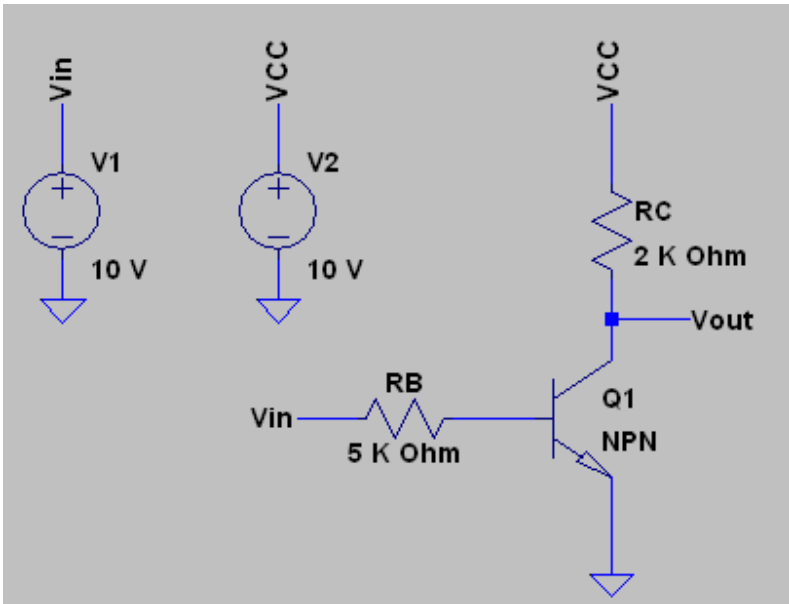 Vin
V1
+
−
10 V
VCC
V2
+
−
10 V
VCC
RC
2 K Ohm
Vout
Vin
RB
5 K Ohm
Q1
NPN